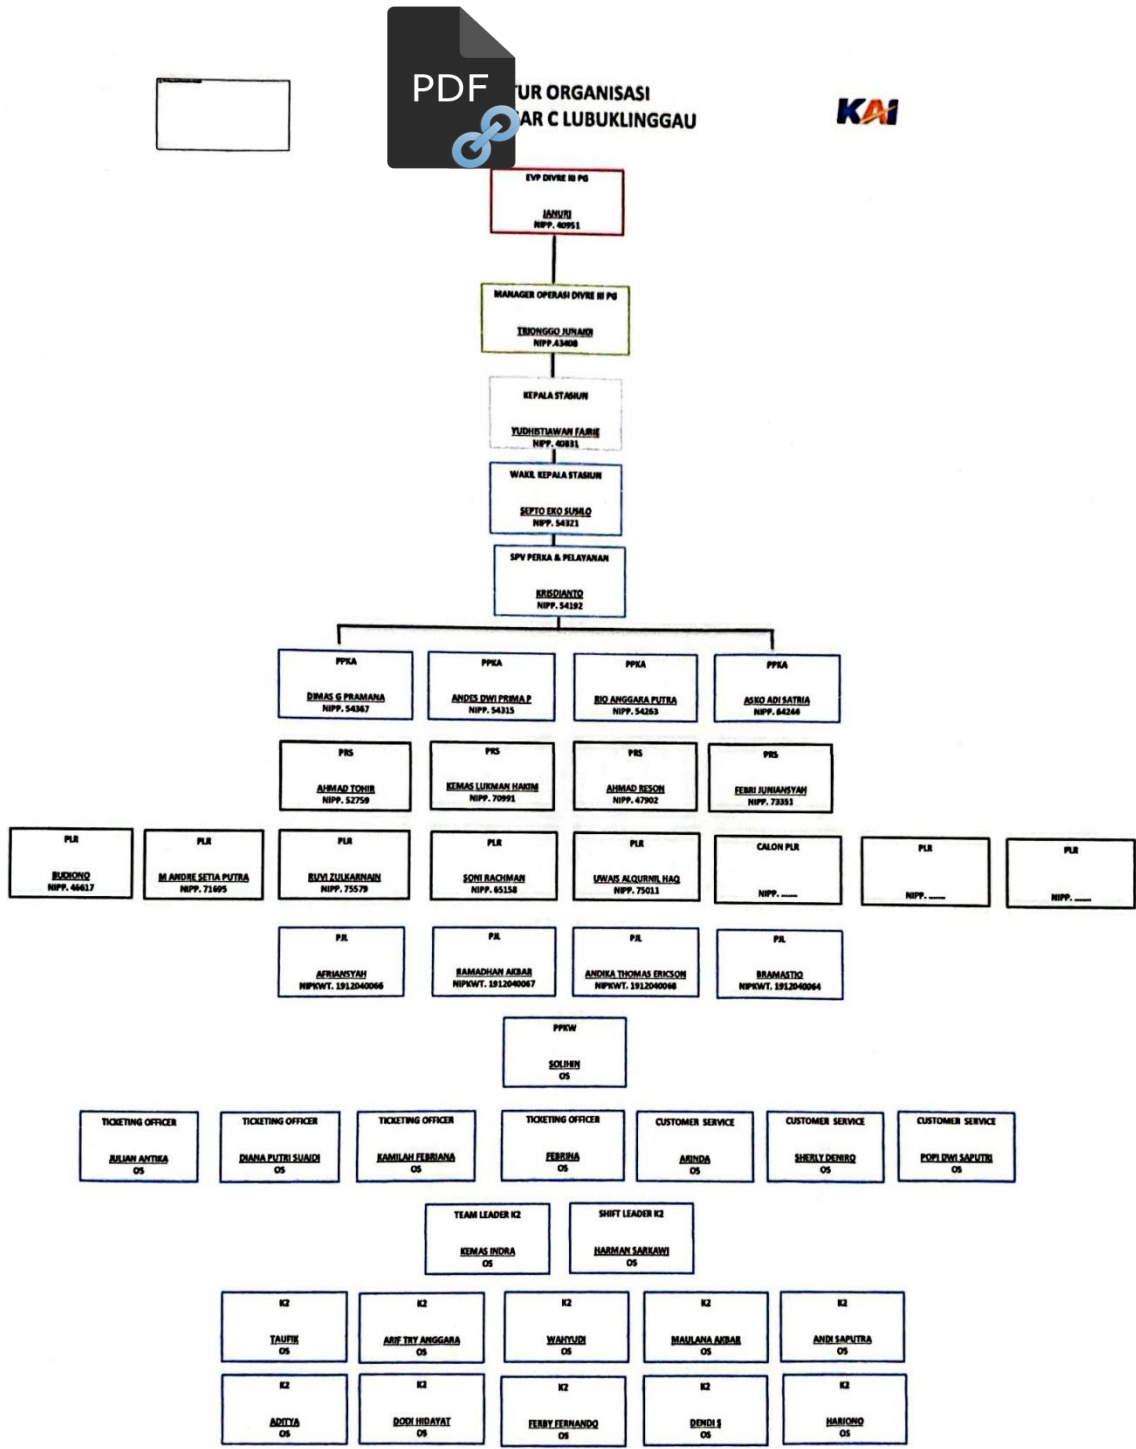 PDF
TUR ORGANISASI
SAR C LUBUKLINGGAU
KAI
EVP DIVRE III PG
JANURI
NIPP. 40951
MANAGER OPERASI DIVRE III PG
TRIONGGO JUNAIDI
NIPP.43408
KEPALA STASIUN
YUDHISTIAWAN FAJRIE
NIPP. 40831
WAKIL KEPALA STASIUN
SEPTO EKO SUSILO
NIPP. 54321
SPV PERKA & PELAYANAN
KRISDIANTO
NIPP. 54192
PPKA
DIMAS G PRAMANA
NIPP. 54367
PPKA
ANDES DWI PRIMA P
NIPP. 54315
PPKA
RIO ANGGARA PUTRA
NIPP. 54263
PPKA
ASKO ADI SATRIA
NIPP. 64244
PRS
AHMAD TOHIR
NIPP. 52759
PRS
KEMAS LUKMAN HAKIM
NIPP. 70991
PRS
AHMAD RESON
NIPP. 47902
PRS
FEBRI JUNIANSYAH
NIPP. 73351
PLR
BUDIONO
NIPP. 46617
PLR
M ANDRE SETIA PUTRA
NIPP. 71695
PLR
RUVI ZULKARNAIN
NIPP. 75579
PLR
SONI RACHMAN
NIPP. 65158
PLR
UWAIS ALQURNIL HAQ
NIPP. 75011
CALON PLR
NIPP. .......
PLR
NIPP. .......
PLR
NIPP. .......
PJL
AFRIANSYAH
NIPKWT. 1912040066
PJL
RAMADHAN AKBAR
NIPKWT. 1912040067
PJL
ANDIKA THOMAS ERICSON
NIPKWT. 1912040068
PJL
BRAMASTIO
NIPKWT. 1912040064
PPKW
SOLIHIN
OS
TICKETING OFFICER
JULIAN ANTIKA
OS
TICKETING OFFICER
DIANA PUTRI SUAIDI
OS
TICKETING OFFICER
KAMILAH FEBRIANA
OS
TICKETING OFFICER
FEBRINA
OS
CUSTOMER SERVICE
ARINDA
OS
CUSTOMER SERVICE
SHERLY DENIRO
OS
CUSTOMER SERVICE
POPI DWI SAPUTRI
OS
TEAM LEADER K2
KEMAS INDRA
OS
SHIFT LEADER K2
HARMAN SARKAWI
OS
K2
TAUFIK
OS
K2
ARIF TRY ANGGARA
OS
K2
WAHYUDI
OS
K2
MAULANA AKBAR
OS
K2
ANDI SAPUTRA
OS
K2
ADITYA
OS
K2
DODI HIDAYAT
OS
K2
FERBY FERNANDO
OS
K2
DENDI S
OS
K2
HARIONO
OS